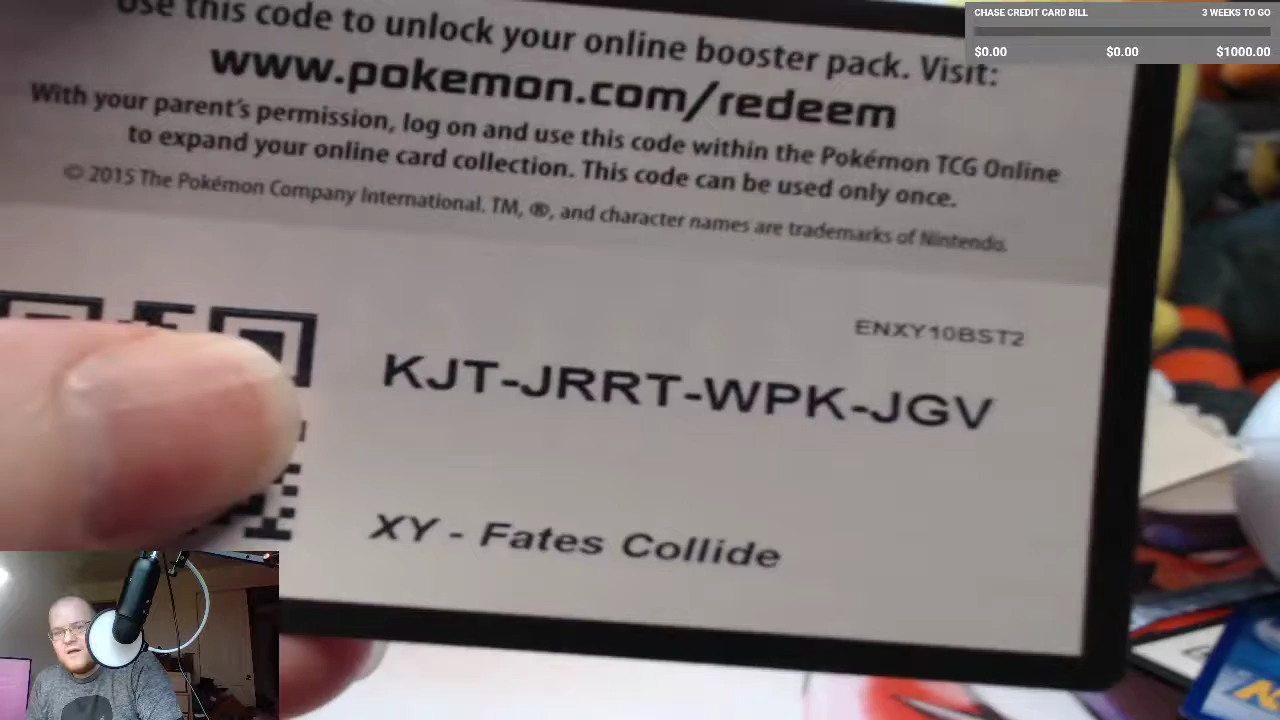 Use this code to unlock your online booster pack. Visit:
www.pokemon.com/redeem
With your parent's permission, log on and use this code within the Pokémon TCG Online
to expand your online card collection. This code can be used only once.
© 2015 The Pokémon Company International. TM, ®, and character names are trademarks of Nintendo.
ENXY10BST2
KJT-JRRT-WPK-JGV
XY - Fates Collide
CHASE CREDIT CARD BILL 3 WEEKS TO GO
$0.00 $0.00 $1000.00